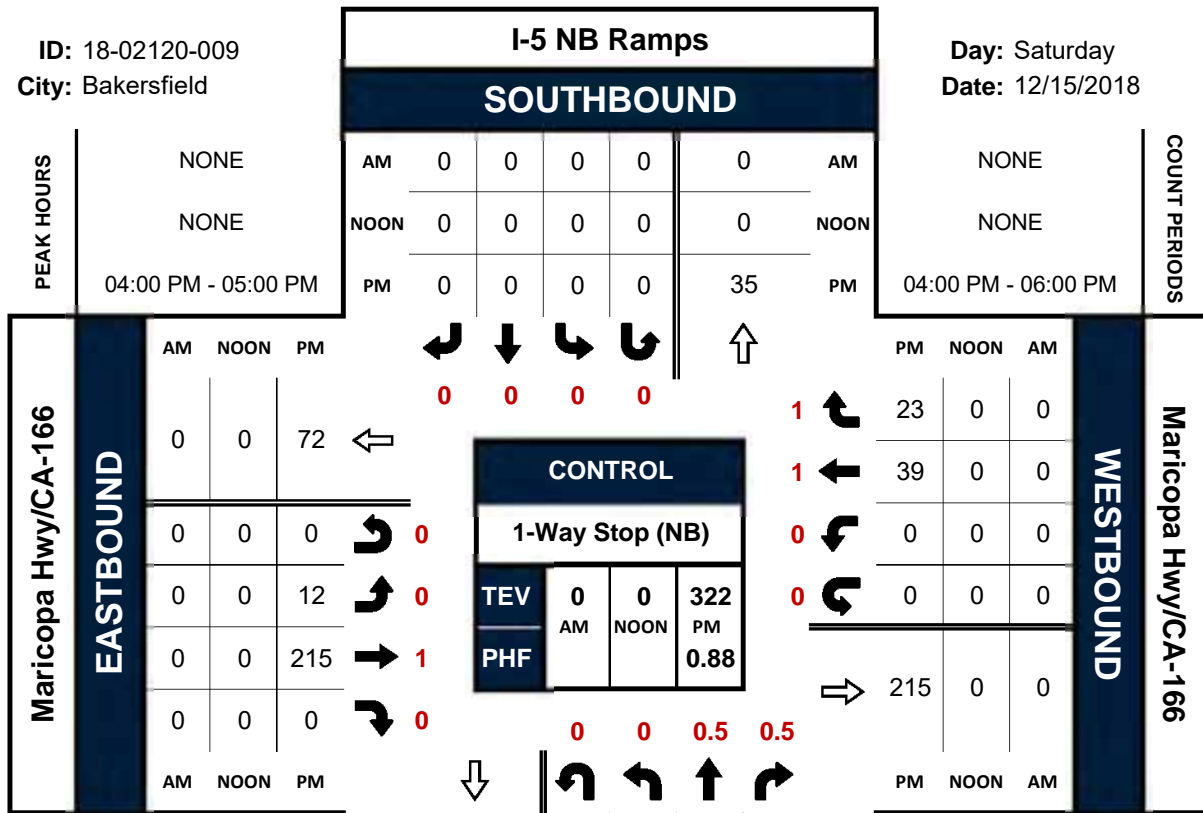 I-5 NB Ramps
ID: 18-02120-009
City: Bakersfield
Day: Saturday
Date: 12/15/2018
SOUTHBOUND
PEAK HOURS
NONE
NONE
04:00 PM - 05:00 PM
AM 0 0 0 0 0 AM
NOON 0 0 0 0 0 NOON
PM 0 0 0 0 35 PM
NONE
NONE
04:00 PM - 06:00 PM
COUNT PERIODS
0 0 0 0
Maricopa Hwy/CA-166
EASTBOUND
AM NOON PM
0 0 72
0 0 0 0
0 0 12 0
0 0 215 1
0 0 0 0
AM NOON PM
CONTROL
1-Way Stop (NB)
TEV 0 0 322
AM NOON PM
PHF 0.88
PM NOON AM
1 23 0 0
1 39 0 0
0 0 0 0
0 0 0 0
215 0 0
PM NOON AM
WESTBOUND
Maricopa Hwy/CA-166
0 0 0.5 0.5